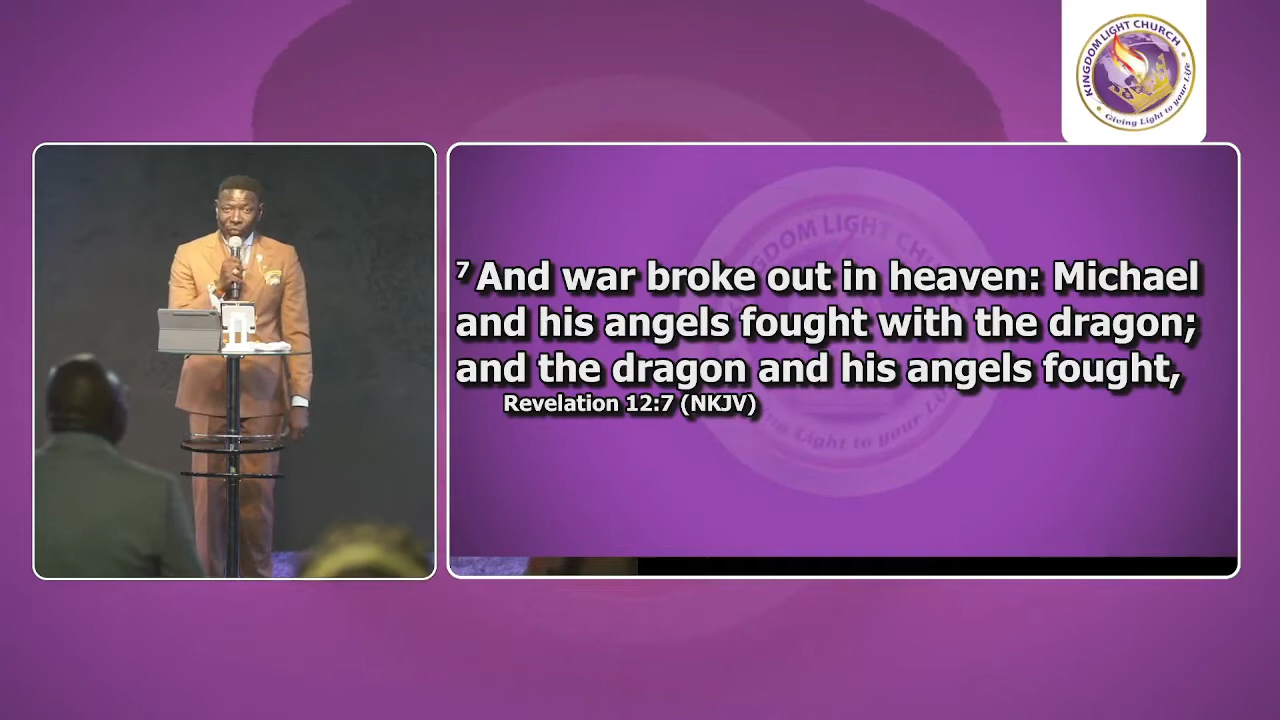 KINGDOM LIGHT CHURCH
Giving Light to your Life
7 And war broke out in heaven: Michael
and his angels fought with the dragon;
and the dragon and his angels fought,
Revelation 12:7 (NKJV)